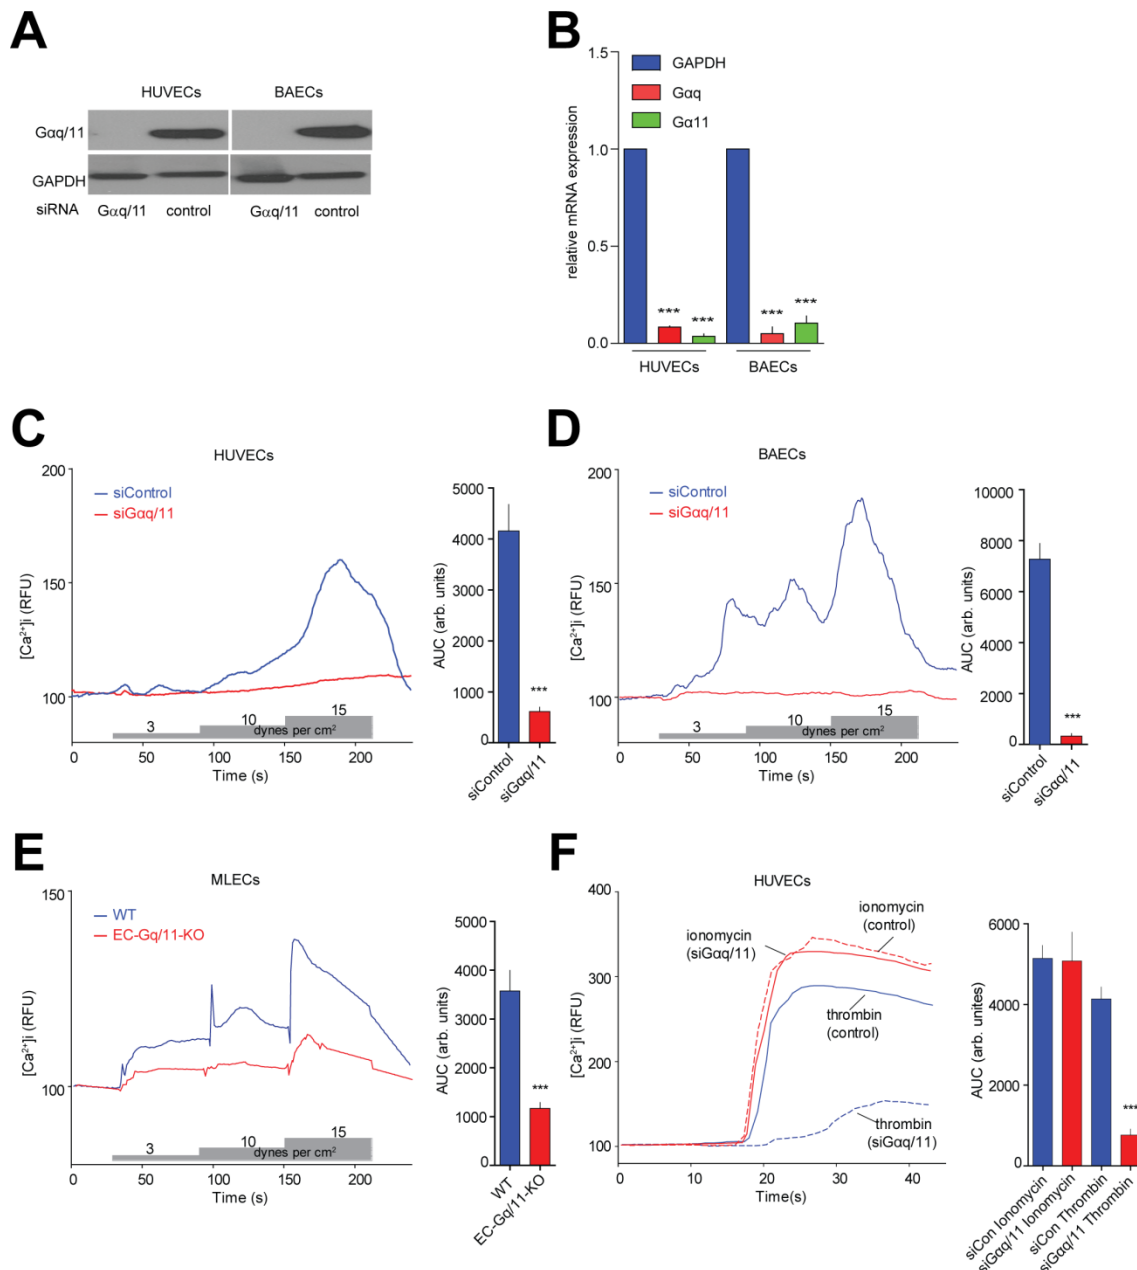 A
HUVECs BAECs
Gαq/11
GAPDH
siRNA Gαq/11 control Gαq/11 control
B
1.5
1.0
0.5
0.0
relative mRNA expression
GAPDH
Gαq
Gα11
*** *** *** ***
HUVECs BAECs
C
HUVECs
200
150
100
[Ca²⁺]i (RFU)
siControl
siGαq/11
3 10 15
dynes per cm²
0 50 100 150 200
Time (s)
5000
4000
3000
2000
1000
0
AUC (arb. units)
***
siControl
siGαq/11
D
BAECs
200
150
100
[Ca²⁺]i (RFU)
siControl
siGαq/11
3 10 15
dynes per cm²
0 50 100 150 200
Time (s)
10000
8000
6000
4000
2000
0
AUC (arb. units)
***
siControl
siGαq/11
E
MLECs
150
100
[Ca²⁺]i (RFU)
WT
EC-Gq/11-KO
3 10 15
dynes per cm²
0 50 100 150 200
Time (s)
5000
4000
3000
2000
1000
0
AUC (arb. units)
***
WT
EC-Gq/11-KO
F
HUVECs
400
300
200
100
[Ca²⁺]i (RFU)
ionomycin
(siGαq/11)
ionomycin
(control)
thrombin
(control)
thrombin
(siGαq/11)
0 10 20 30 40
Time(s)
6000
4000
2000
0
AUC (arb. unites)
***
siCon Ionomycin
siGαq/11 Ionomycin
siCon Thrombin
siGαq/11 Thrombin